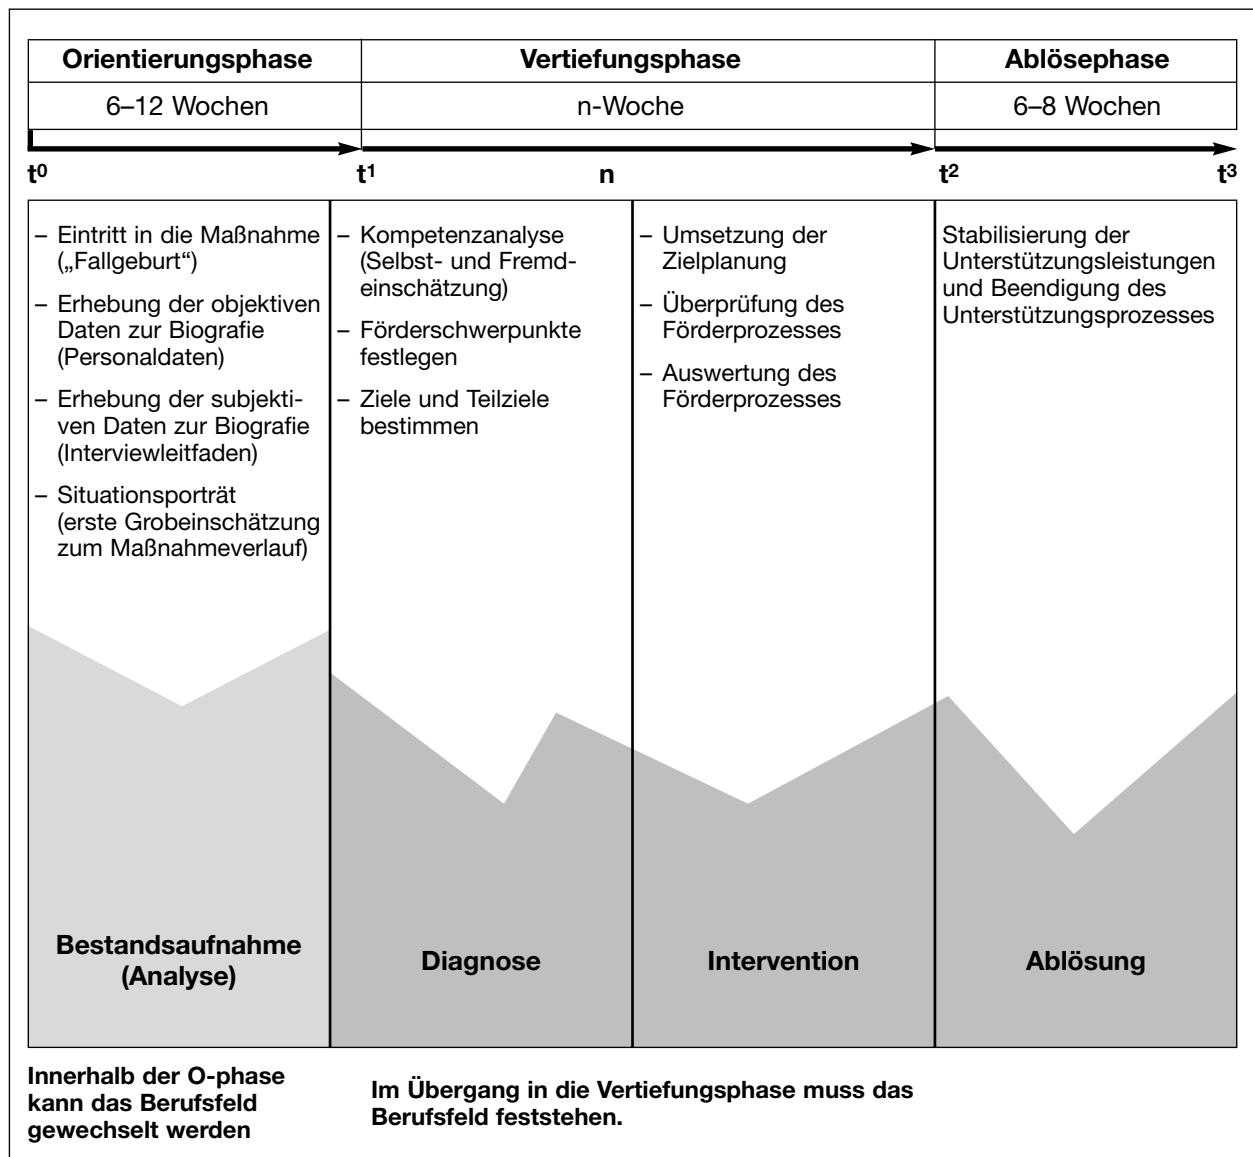 Orientierungsphase
Vertiefungsphase
Ablösephase
6–12 Wochen
n-Woche
6–8 Wochen
t⁰
t¹
n
t²
t³
– Eintritt in die Maßnahme
(„Fallgeburt“)
– Erhebung der objektiven
Daten zur Biografie
(Personaldaten)
– Erhebung der subjekti-
ven Daten zur Biografie
(Interviewleitfaden)
– Situationsporträt
(erste Grobeinschätzung
zum Maßnahmeverlauf)
– Kompetenzanalyse
(Selbst- und Fremd-
einschätzung)
– Förderschwerpunkte
festlegen
– Ziele und Teilziele
bestimmen
– Umsetzung der
Zielplanung
– Überprüfung des
Förderprozesses
– Auswertung des
Förderprozesses
Stabilisierung der
Unterstützungsleistungen
und Beendigung des
Unterstützungsprozesses
Bestandsaufnahme
(Analyse)
Diagnose
Intervention
Ablösung
Innerhalb der O-phase
kann das Berufsfeld
gewechselt werden
Im Übergang in die Vertiefungsphase muss das
Berufsfeld feststehen.